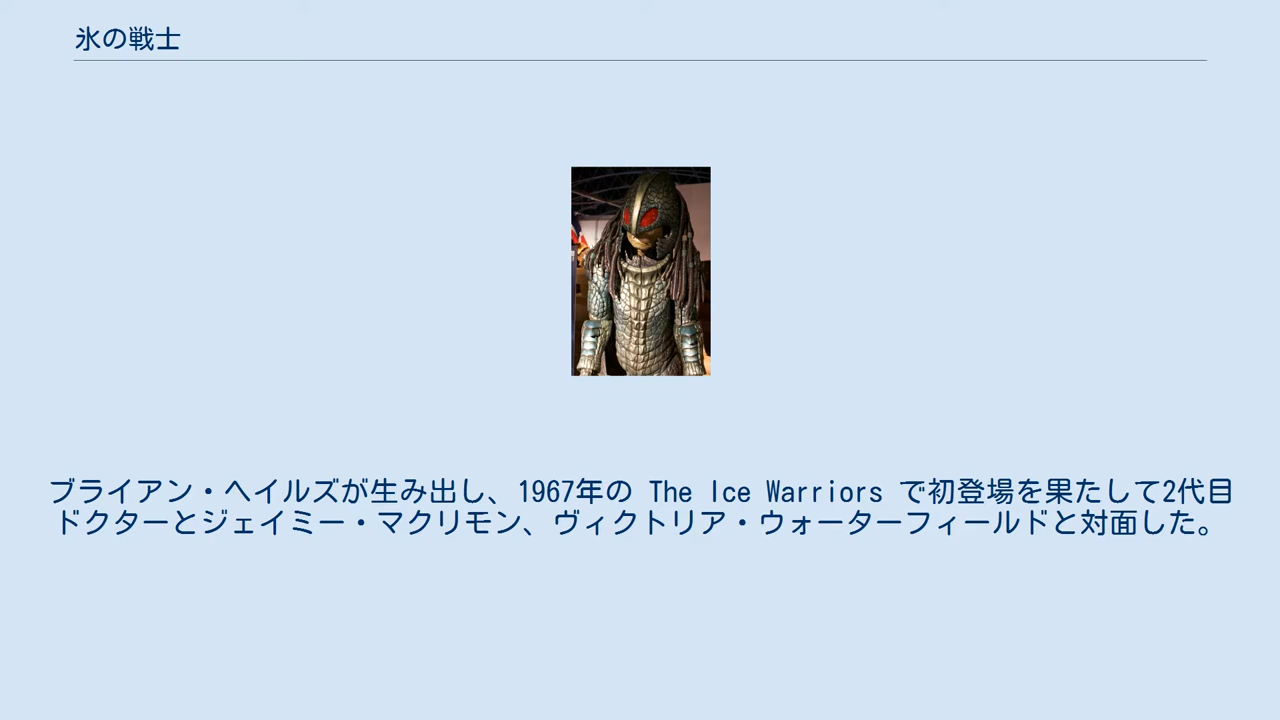 氷の戦士
ブライアン・ヘイルズが生み出し、1967年の The Ice Warriors で初登場を果たして2代目
ドクターとジェイミー・マクリモン、ヴィクトリア・ウォーターフィールドと対面した。